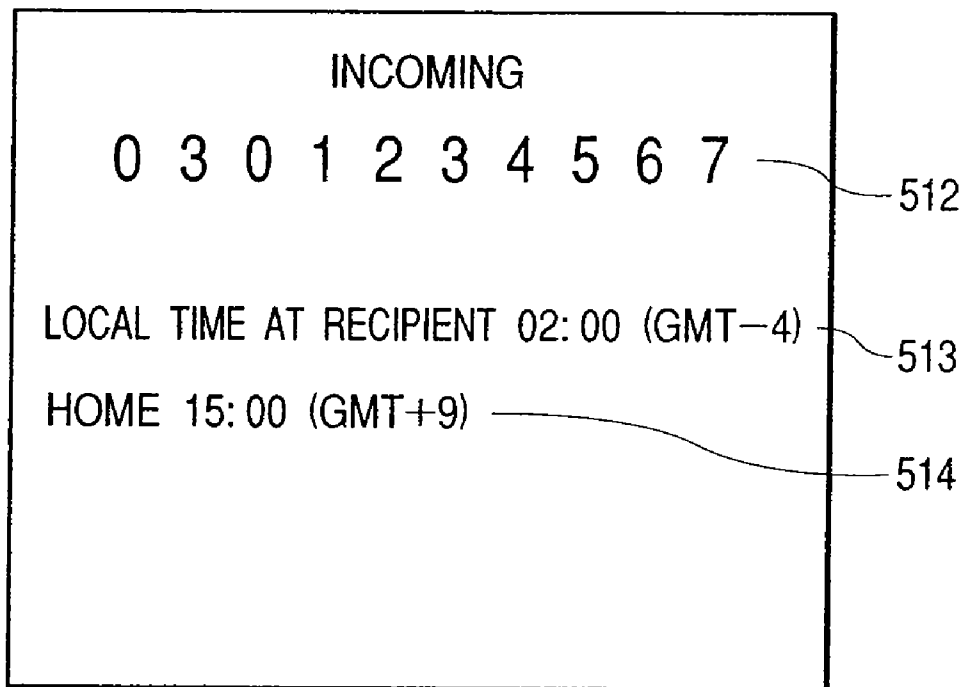 INCOMING
0 3 0 1 2 3 4 5 6 7
512
LOCAL TIME AT RECIPIENT 02:00 (GMT−4)
513
HOME 15:00 (GMT+9)
514